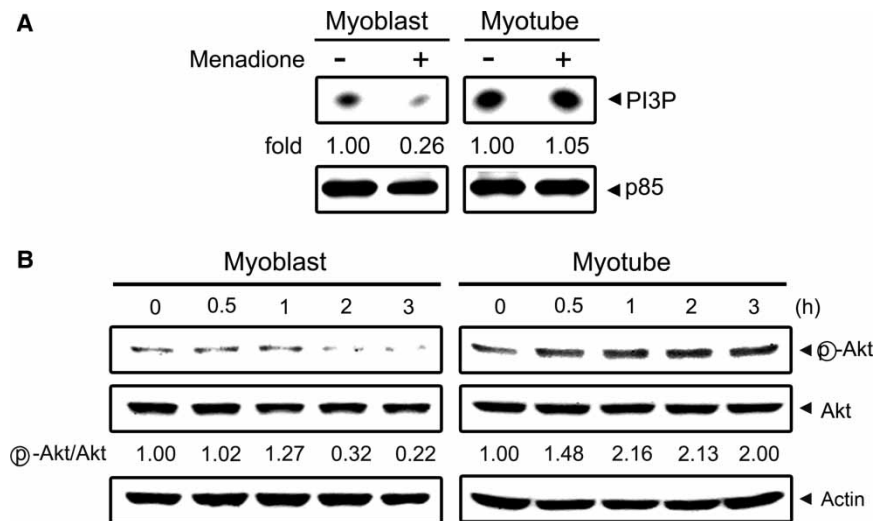 A
Myoblast Myotube
Menadione - + - +
◄ PI3P
fold 1.00 0.26 1.00 1.05
◄ p85
B
Myoblast Myotube
0 0.5 1 2 3 0 0.5 1 2 3 (h)
◄ ⓟ-Akt
◄ Akt
ⓟ-Akt/Akt 1.00 1.02 1.27 0.32 0.22 1.00 1.48 2.16 2.13 2.00
◄ Actin